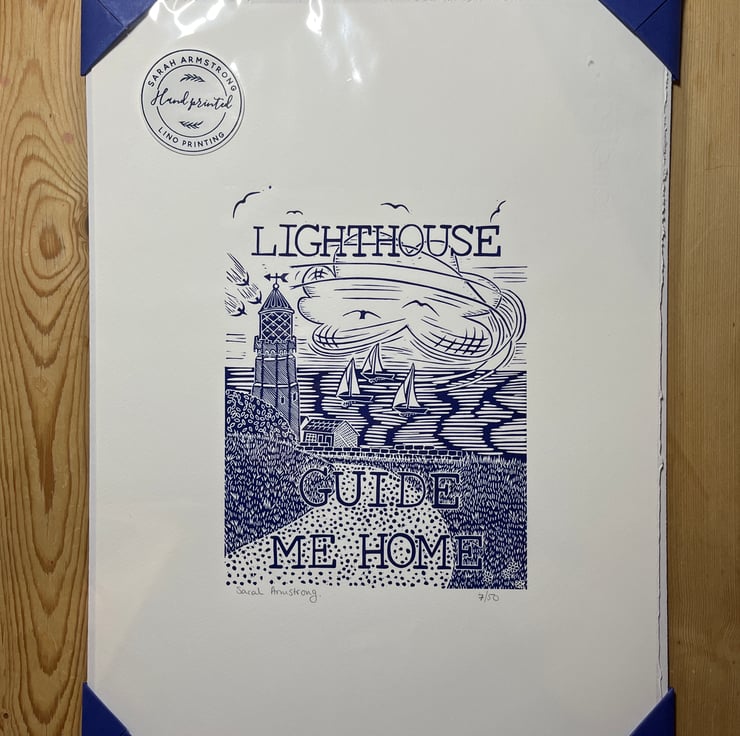 SARAH ARMSTRONG
Hand printed
LINO PRINTING
LIGHTHOUSE
GUIDE
ME HOME
Sarah Armstrong.
7/50